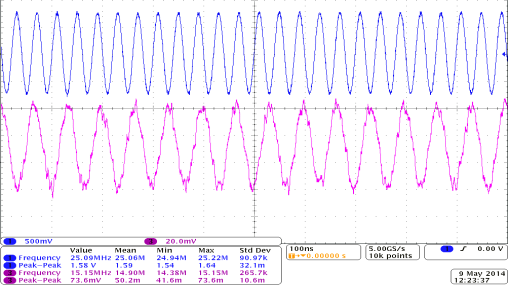 1 500mV 3 20.0mV
Value Mean Min Max Std Dev
1 Frequency 25.09MHz 25.06M 24.94M 25.22M 90.97k
1 Peak-Peak 1.58 V 1.59 1.54 1.64 32.1m
3 Frequency 15.15MHz 14.90M 14.38M 15.15M 265.7k
3 Peak-Peak 73.6mV 50.2m 41.6m 73.6m 10.6m
100ns
0.00000 s
5.00GS/s
10k points
1 0.00 V
9 May 2014
12:23:37